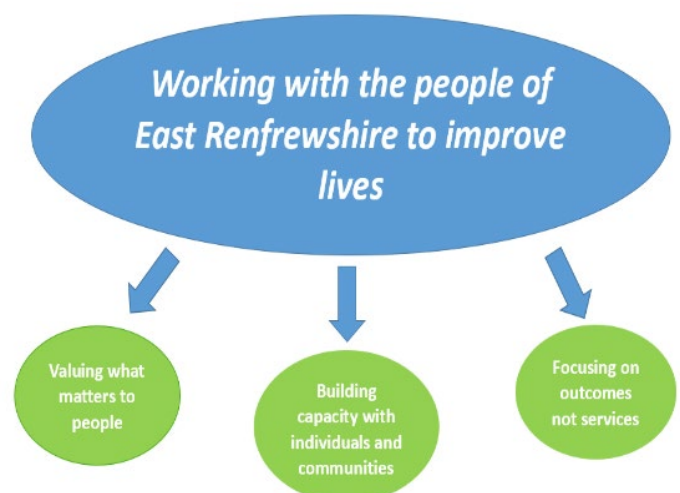 Working with the people of
East Renfrewshire to improve
lives
Valuing what
matters to
people
Building
capacity with
individuals and
communities
Focusing on
outcomes
not services